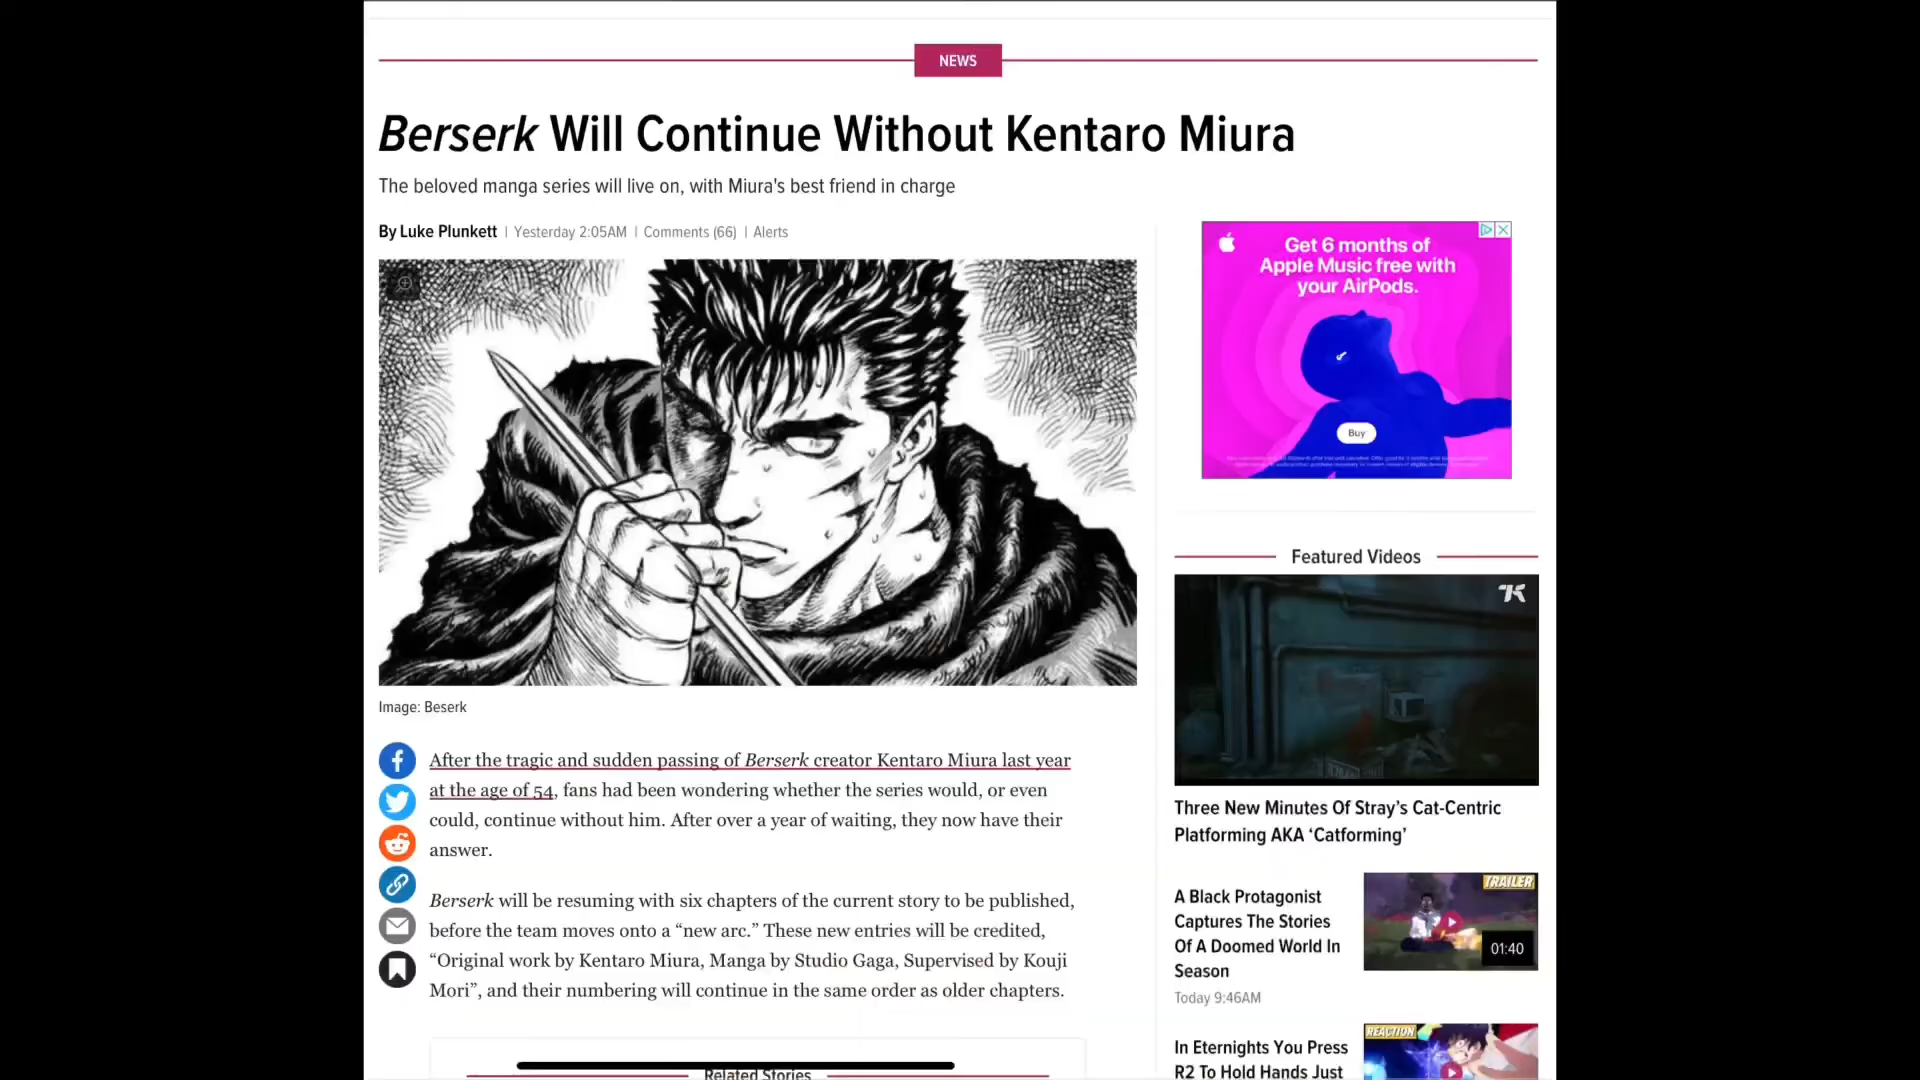 NEWS
Berserk Will Continue Without Kentaro Miura
The beloved manga series will live on, with Miura's best friend in charge
By Luke Plunkett | Yesterday 2:05AM | Comments (66) | Alerts
Image: Beserk
After the tragic and sudden passing of Berserk creator Kentaro Miura last year
at the age of 54, fans had been wondering whether the series would, or even
could, continue without him. After over a year of waiting, they now have their
answer.
Berserk will be resuming with six chapters of the current story to be published,
before the team moves onto a “new arc.” These new entries will be credited,
“Original work by Kentaro Miura, Manga by Studio Gaga, Supervised by Kouji
Mori”, and their numbering will continue in the same order as older chapters.
Related Stories
Get 6 months of
Apple Music free with
your AirPods.
Buy
Featured Videos
Three New Minutes Of Stray’s Cat-Centric
Platforming AKA ‘Catforming’
A Black Protagonist
Captures The Stories
Of A Doomed World In
Season
Today 9:46AM
TRAILER
01:40
In Eternights You Press
R2 To Hold Hands Just
REACTION